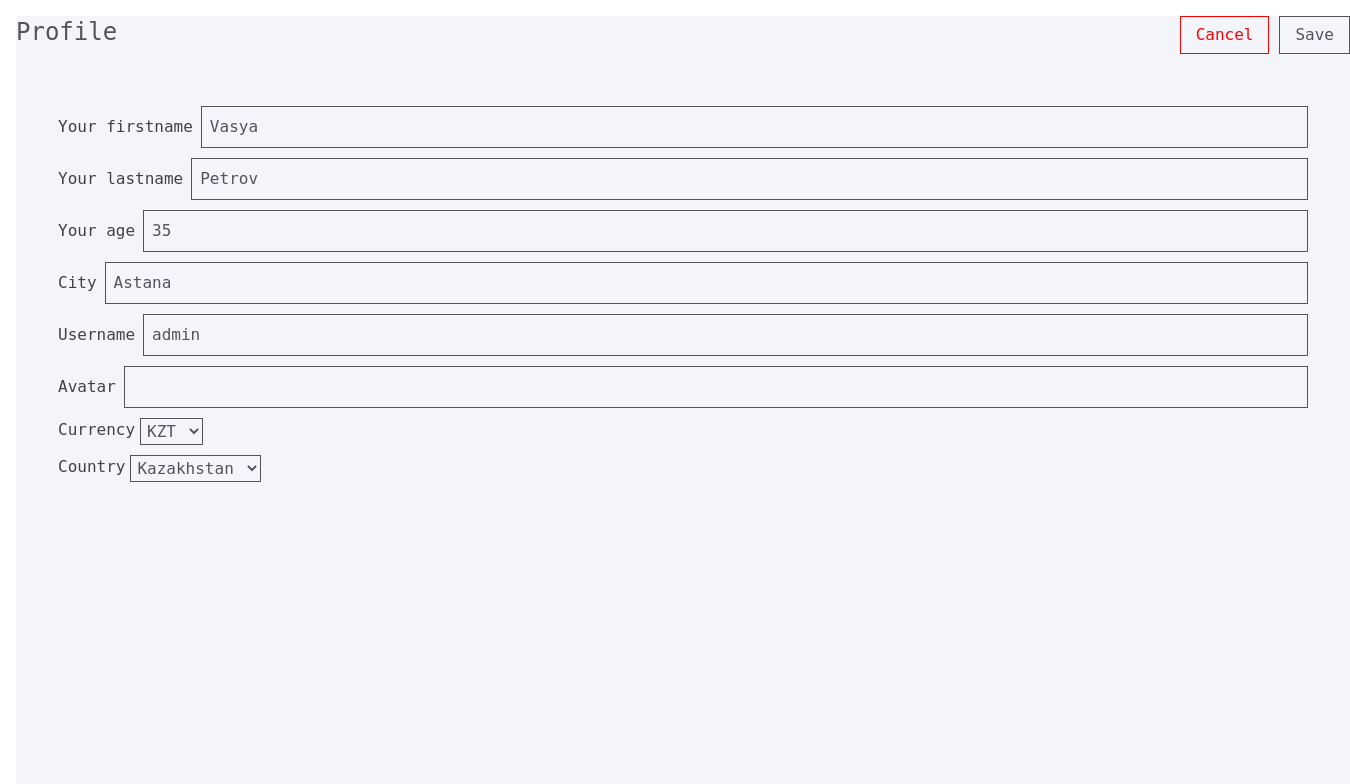 Profile
Cancel
Save
Your firstname Vasya
Your lastname Petrov
Your age 35
City Astana
Username admin
Avatar
Currency KZT
Country Kazakhstan